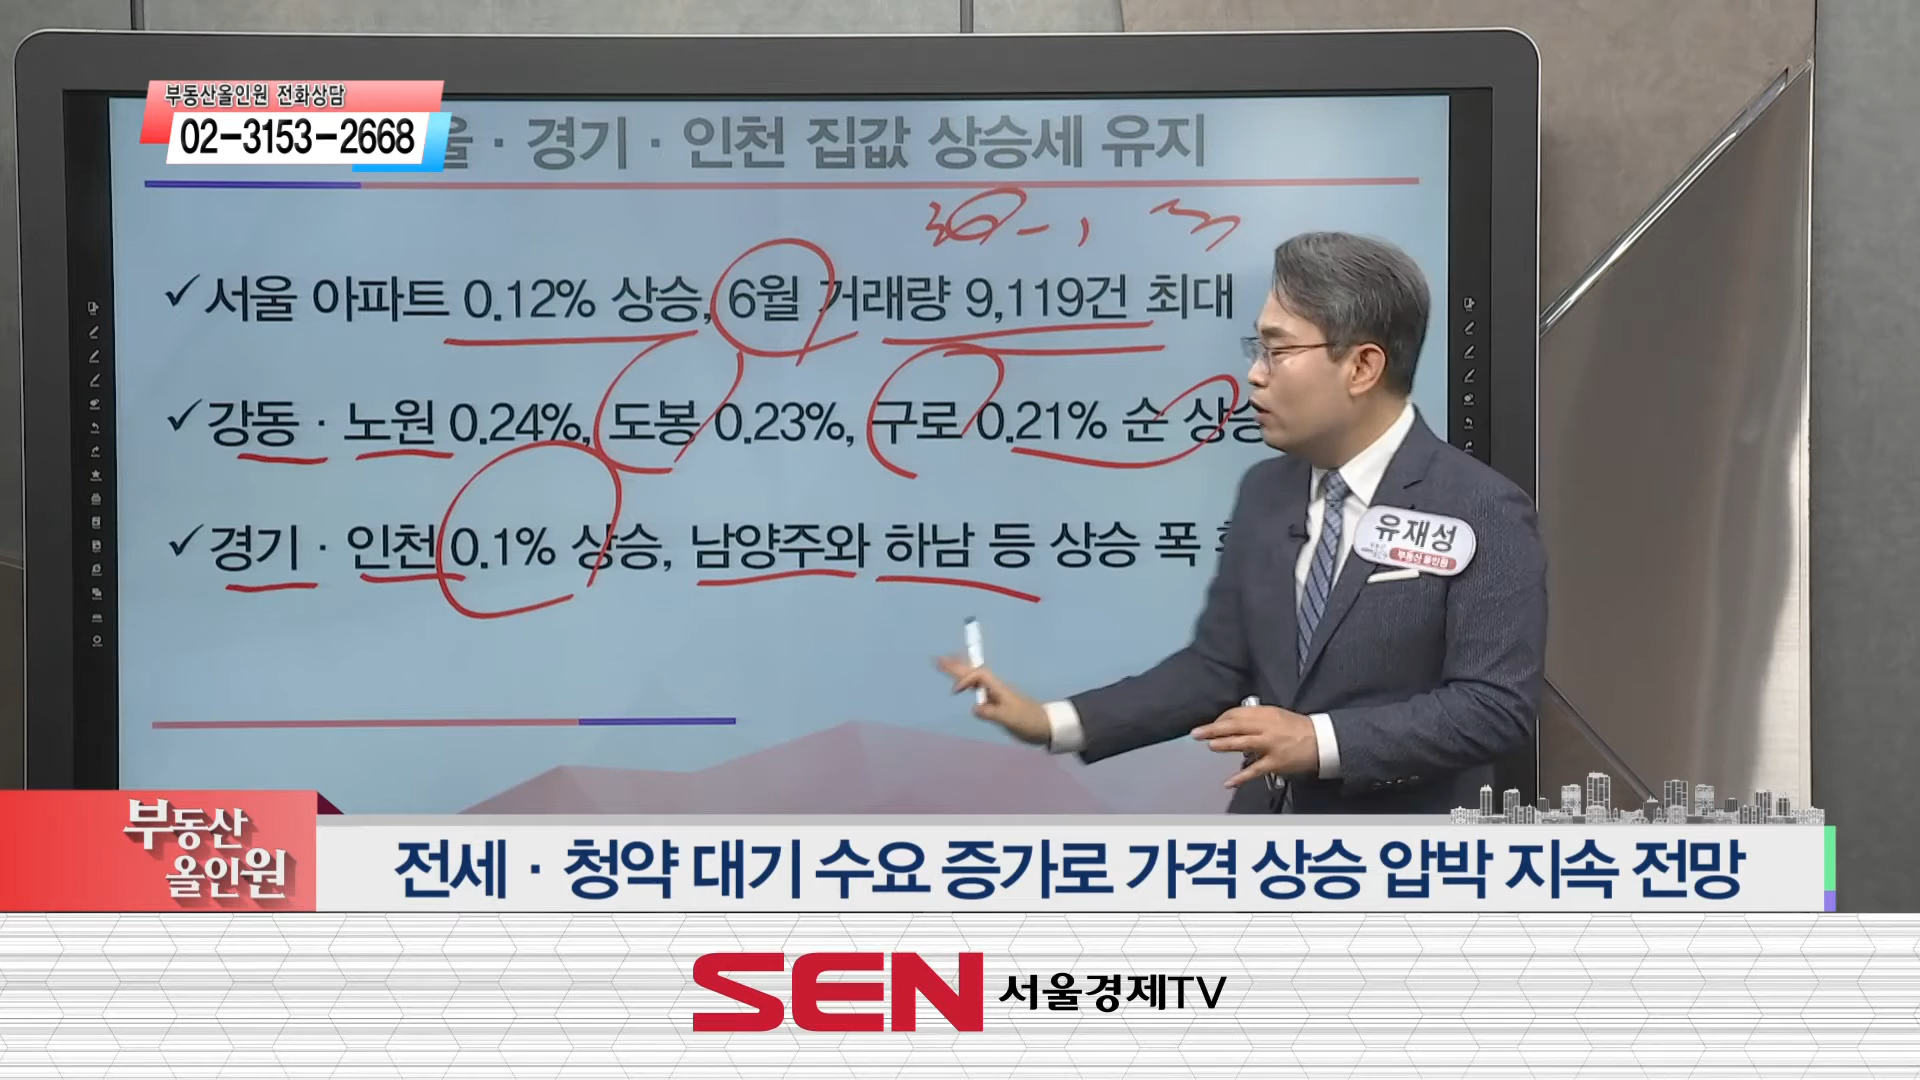 부동산올인원 전화상담
02-3153-2668
울 · 경기 · 인천 집값 상승세 유지
✓서울 아파트 0.12% 상승, 6월 거래량 9,119건 최대
✓강동 · 노원 0.24%, 도봉 0.23%, 구로 0.21% 순 상승
✓경기 · 인천 0.1% 상승, 남양주와 하남 등 상승 폭
유재성
부동산올인원
부동산
올인원
전세 · 청약 대기 수요 증가로 가격 상승 압박 지속 전망
SEN 서울경제TV